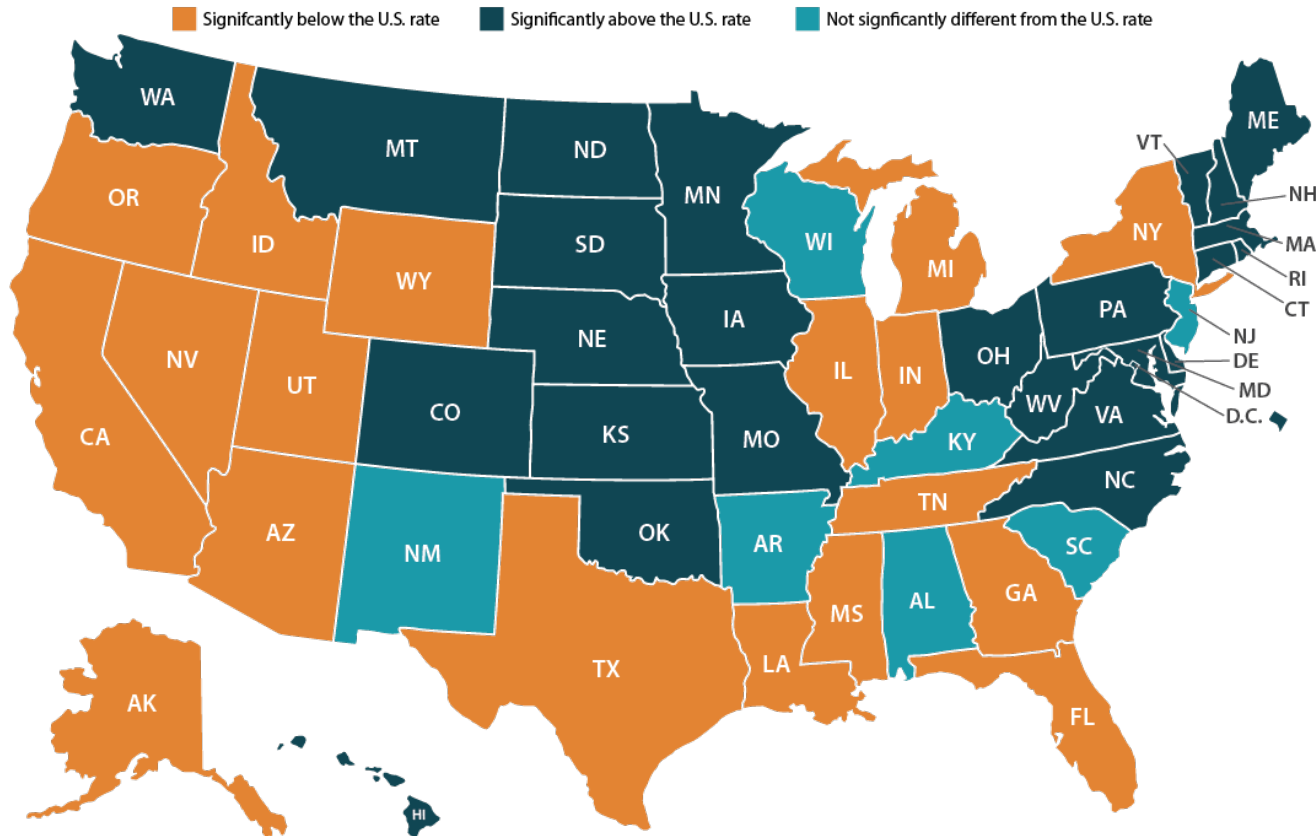 Signifcantly below the U.S. rate
Significantly above the U.S. rate
Not signficantly different from the U.S. rate
WA
MT
ND
MN
ME
VT
NH
OR
ID
WY
SD
WI
MI
NY
MA
RI
CT
NV
UT
CO
NE
IA
IL
IN
OH
PA
NJ
DE
MD
D.C.
CA
KS
MO
KY
WV
VA
AZ
NM
OK
AR
TN
NC
SC
TX
LA
MS
AL
GA
FL
AK
HI